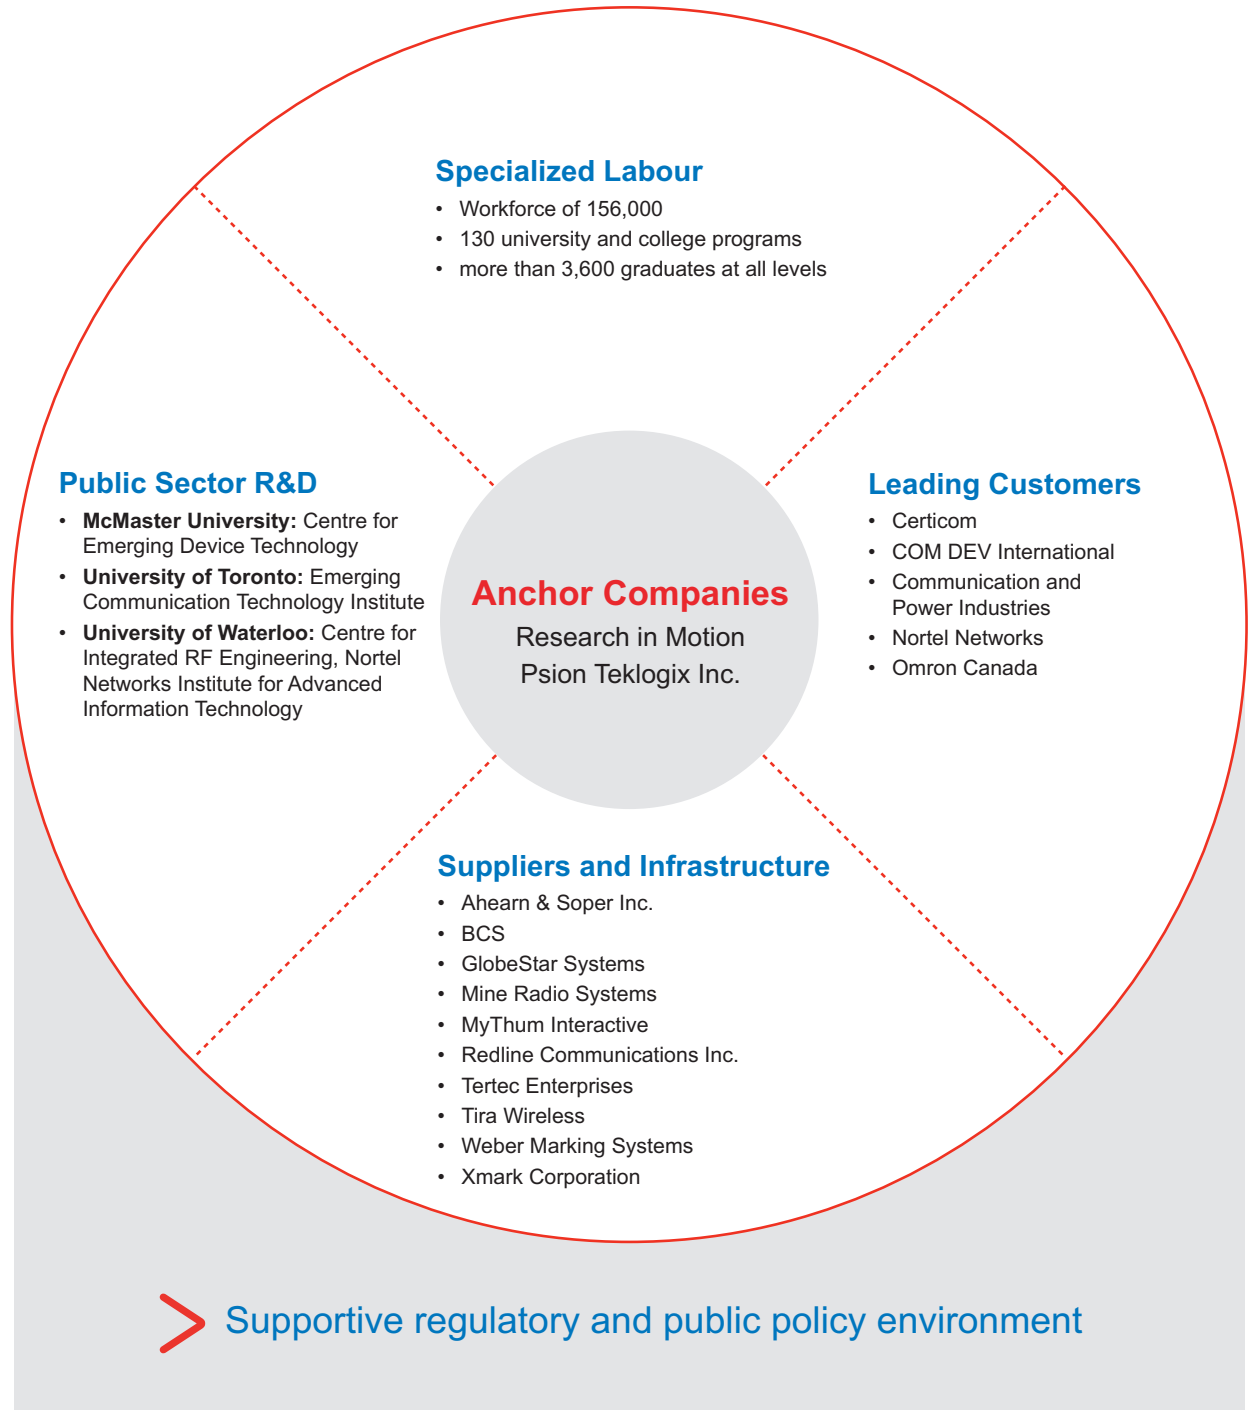 Specialized Labour
• Workforce of 156,000
• 130 university and college programs
• more than 3,600 graduates at all levels
Public Sector R&D
• McMaster University: Centre for
Emerging Device Technology
• University of Toronto: Emerging
Communication Technology Institute
• University of Waterloo: Centre for
Integrated RF Engineering, Nortel
Networks Institute for Advanced
Information Technology
Anchor Companies
Research in Motion
Psion Teklogix Inc.
Leading Customers
• Certicom
• COM DEV International
• Communication and
Power Industries
• Nortel Networks
• Omron Canada
Suppliers and Infrastructure
• Ahearn & Soper Inc.
• BCS
• GlobeStar Systems
• Mine Radio Systems
• MyThum Interactive
• Redline Communications Inc.
• Tertec Enterprises
• Tira Wireless
• Weber Marking Systems
• Xmark Corporation
Supportive regulatory and public policy environment